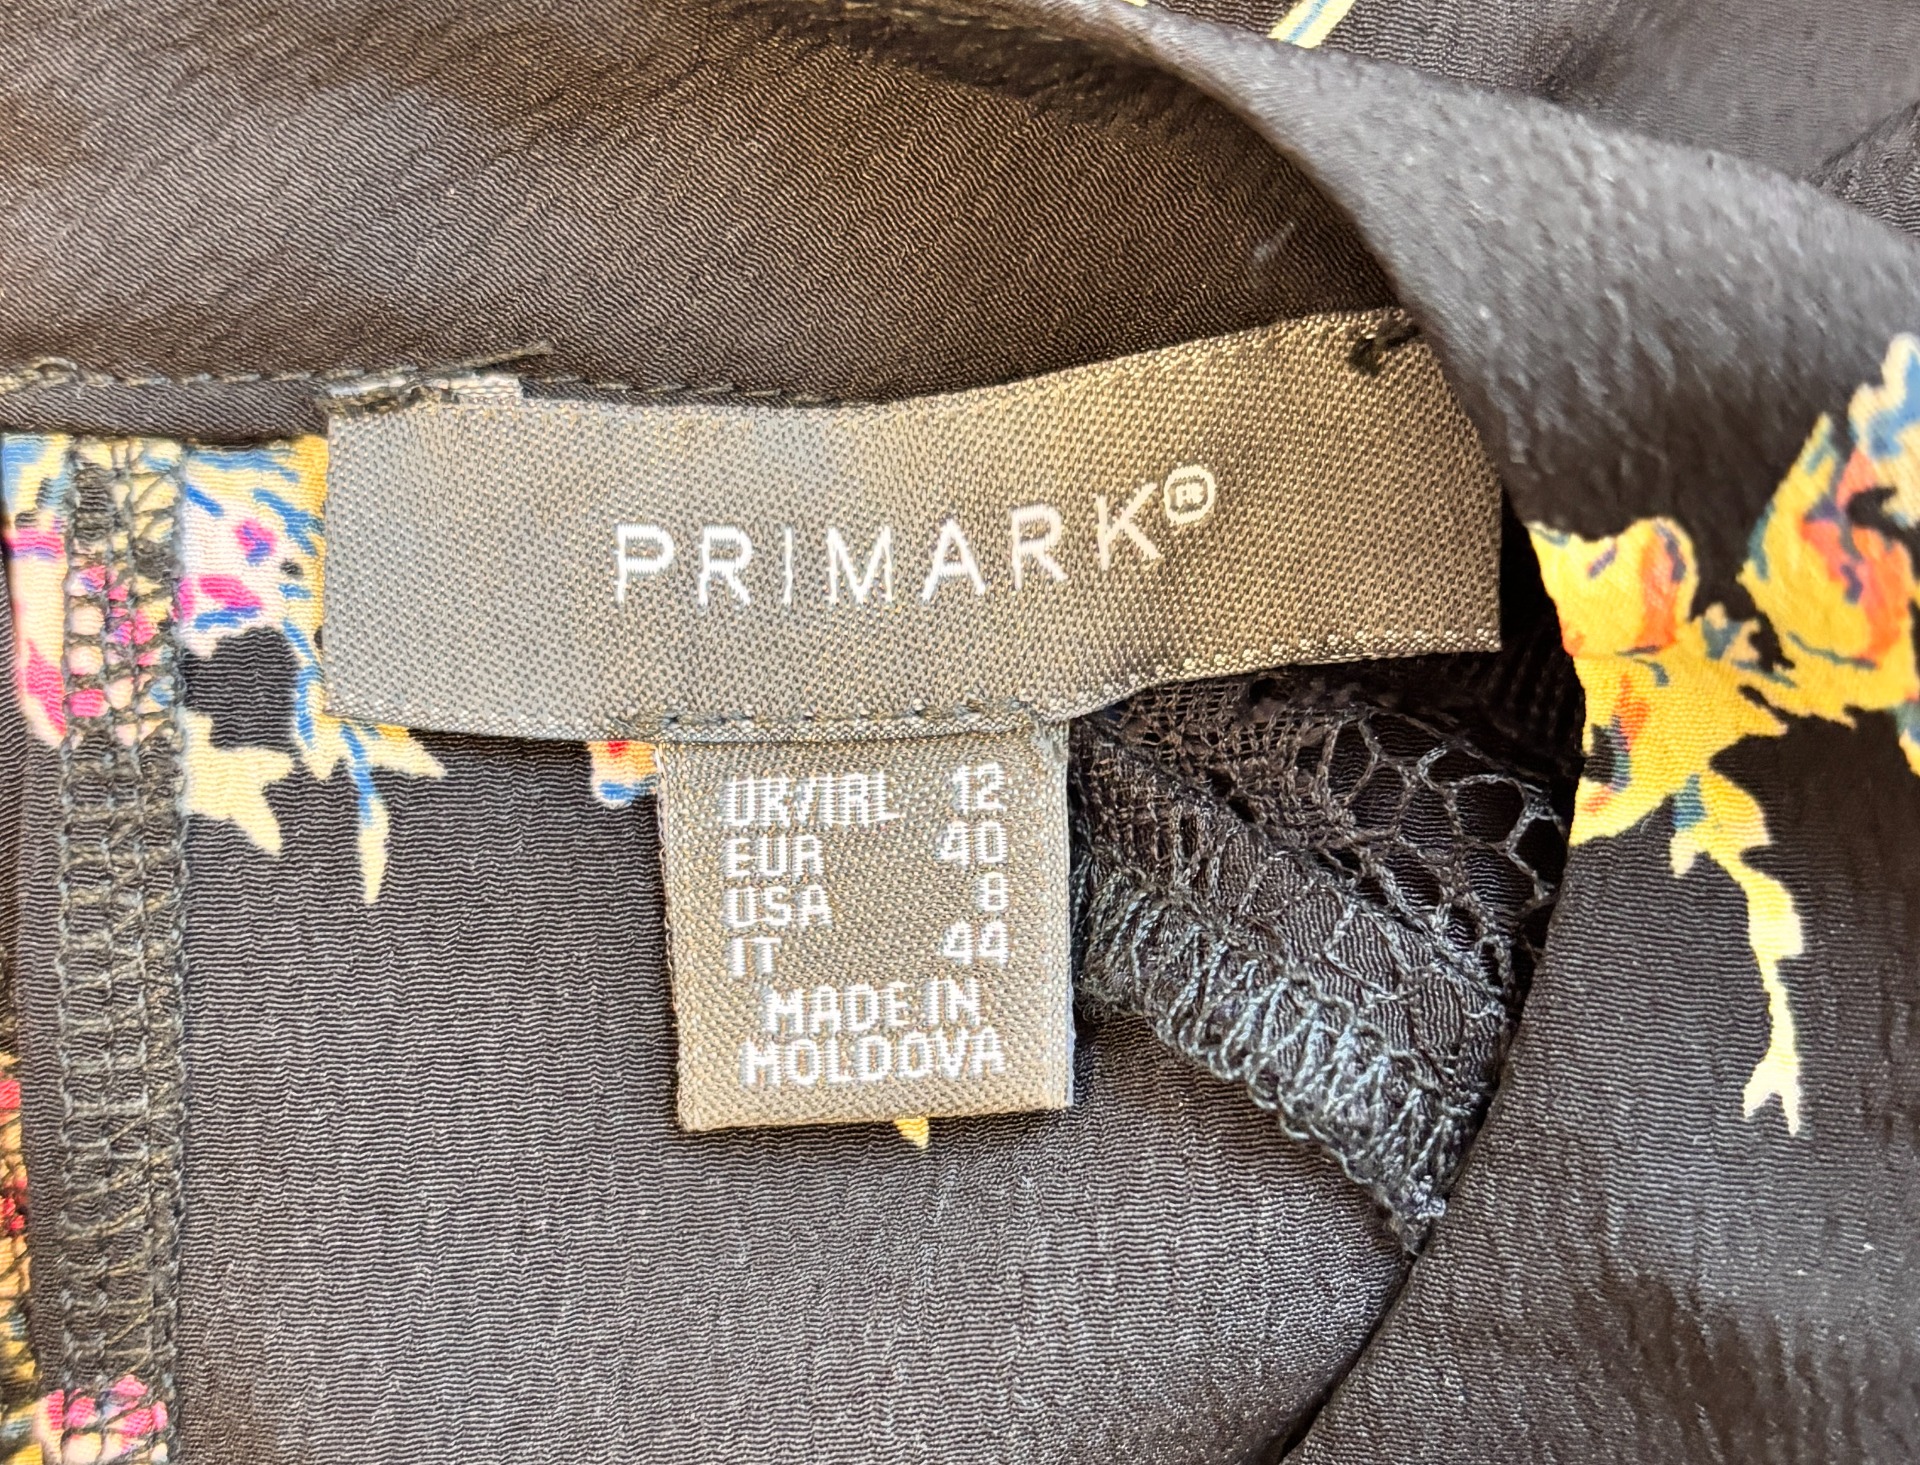 PRIMARK®
UK/IRL 12
EUR 40
USA 8
IT 44
MADE IN
MOLDOVA